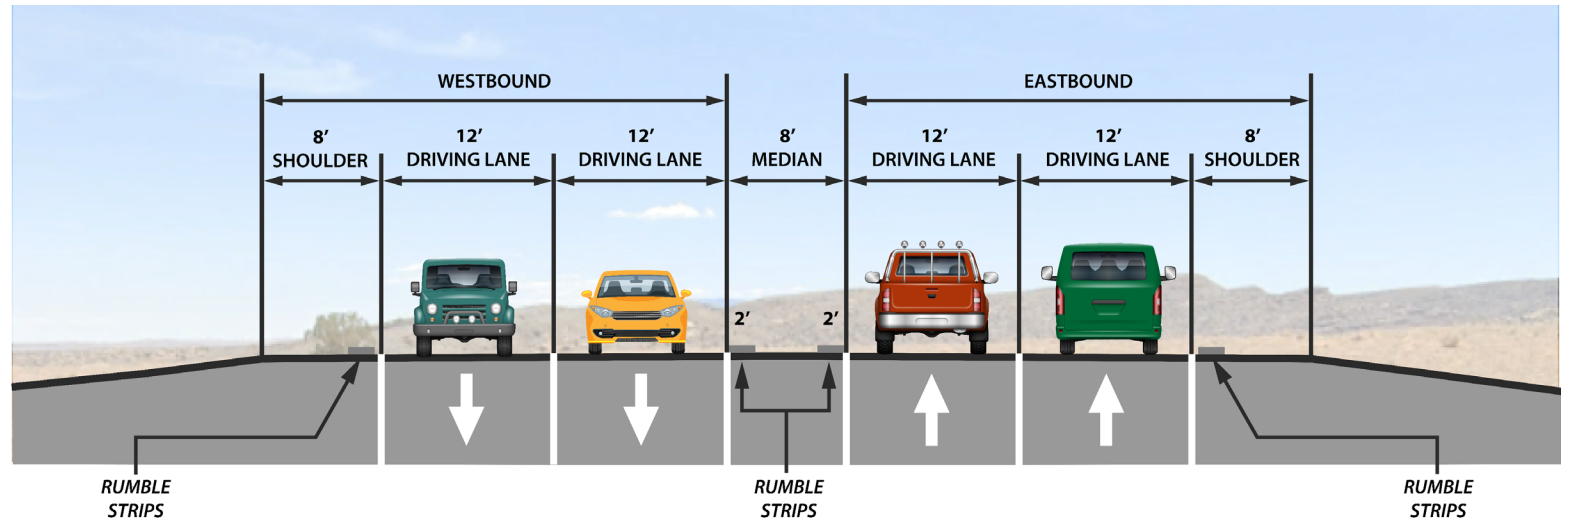 WESTBOUND
EASTBOUND
8’
SHOULDER
12’
DRIVING LANE
12’
DRIVING LANE
8’
MEDIAN
12’
DRIVING LANE
12’
DRIVING LANE
8’
SHOULDER
2’
2’
RUMBLE
STRIPS
RUMBLE
STRIPS
RUMBLE
STRIPS